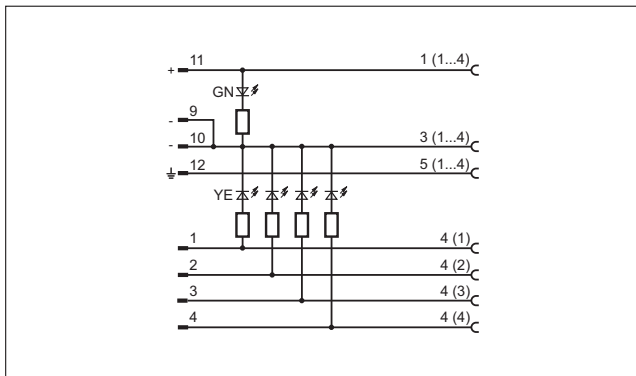 + 11 1 (1...4)
GN
- 9
- 10 3 (1...4)
12 5 (1...4)
YE
1 4 (1)
2 4 (2)
3 4 (3)
4 4 (4)